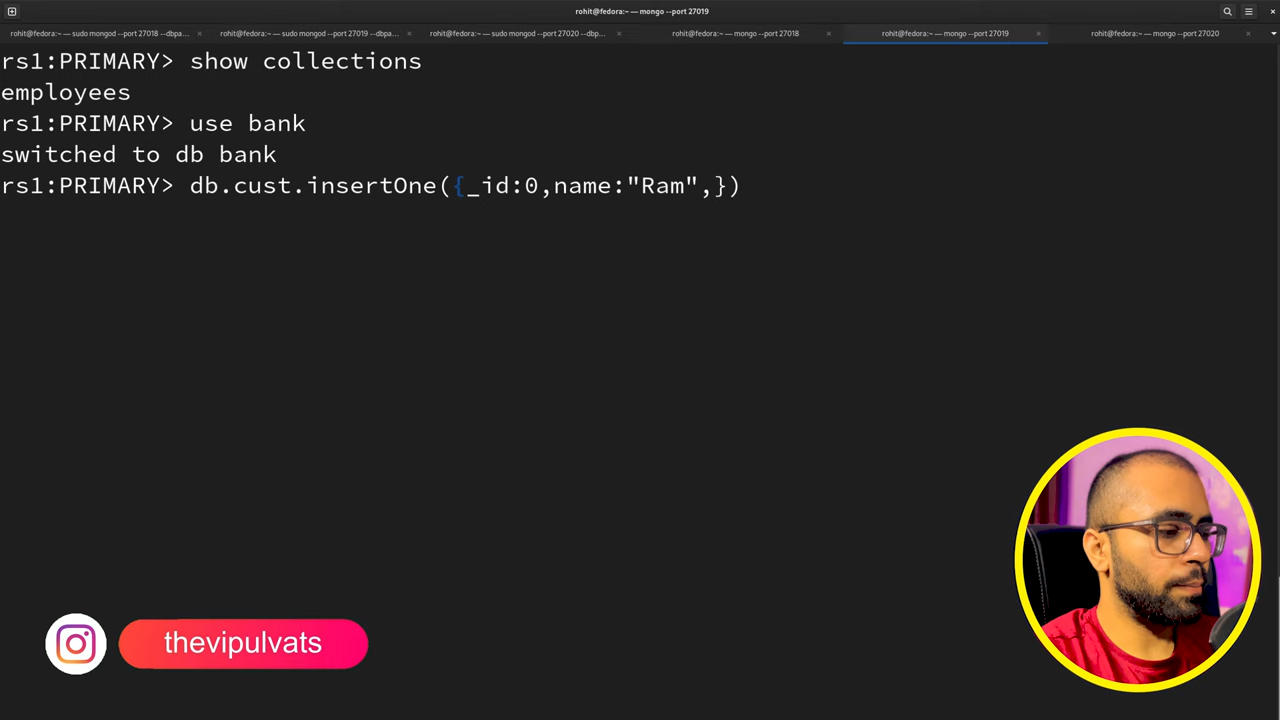 rohit@fedora:~ — mongo --port 27019
rohit@fedora:~ — sudo mongod --port 27018 --dbpa...
rohit@fedora:~ — sudo mongod --port 27019 --dbpa...
rohit@fedora:~ — sudo mongod --port 27020 --dbp...
rohit@fedora:~ — mongo --port 27018
rohit@fedora:~ — mongo --port 27019
rohit@fedora:~ — mongo --port 27020
rs1:PRIMARY> show collections
employees
rs1:PRIMARY> use bank
switched to db bank
rs1:PRIMARY> db.cust.insertOne({_id:0,name:"Ram",})
thevipulvats